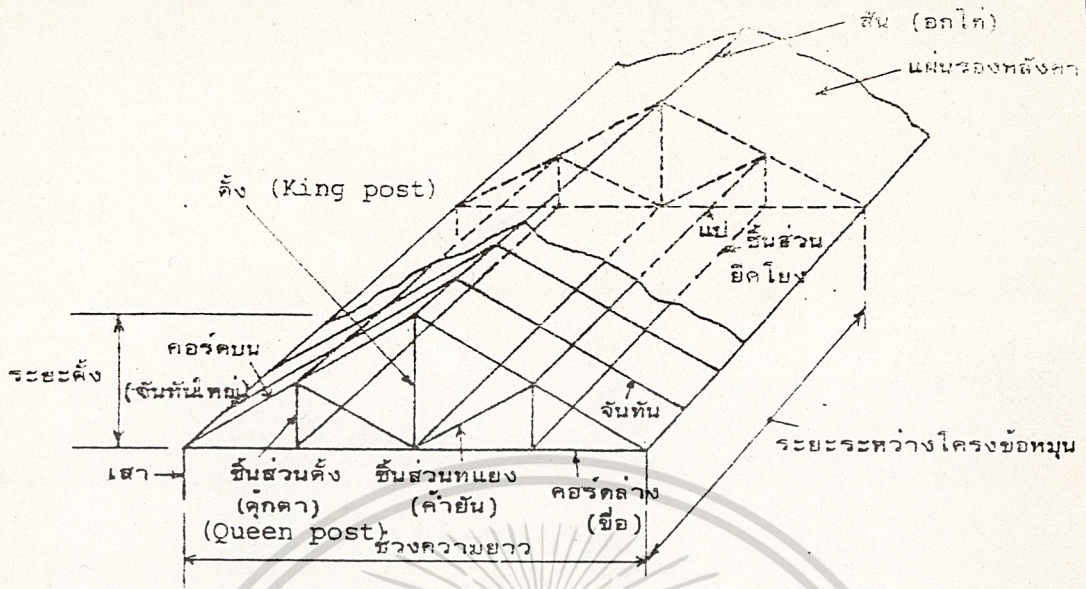 สัน (อกไก่)
แผ่นรองหลังคา
ดั้ง (King post)
แป
ชิ้นส่วน
ยึดโยง
คอร์ดบน
ระยะดั้ง
(จันทันใหญ่)
จันทัน
ระยะระหว่างโครงข้อหมุน
เสา
ชิ้นส่วนตั้ง
(ตุ๊กตา)
(Queen post)
ชิ้นส่วนทแยง
(ค้ำยัน)
คอร์ดล่าง
(ขื่อ)
ช่วงความยาว